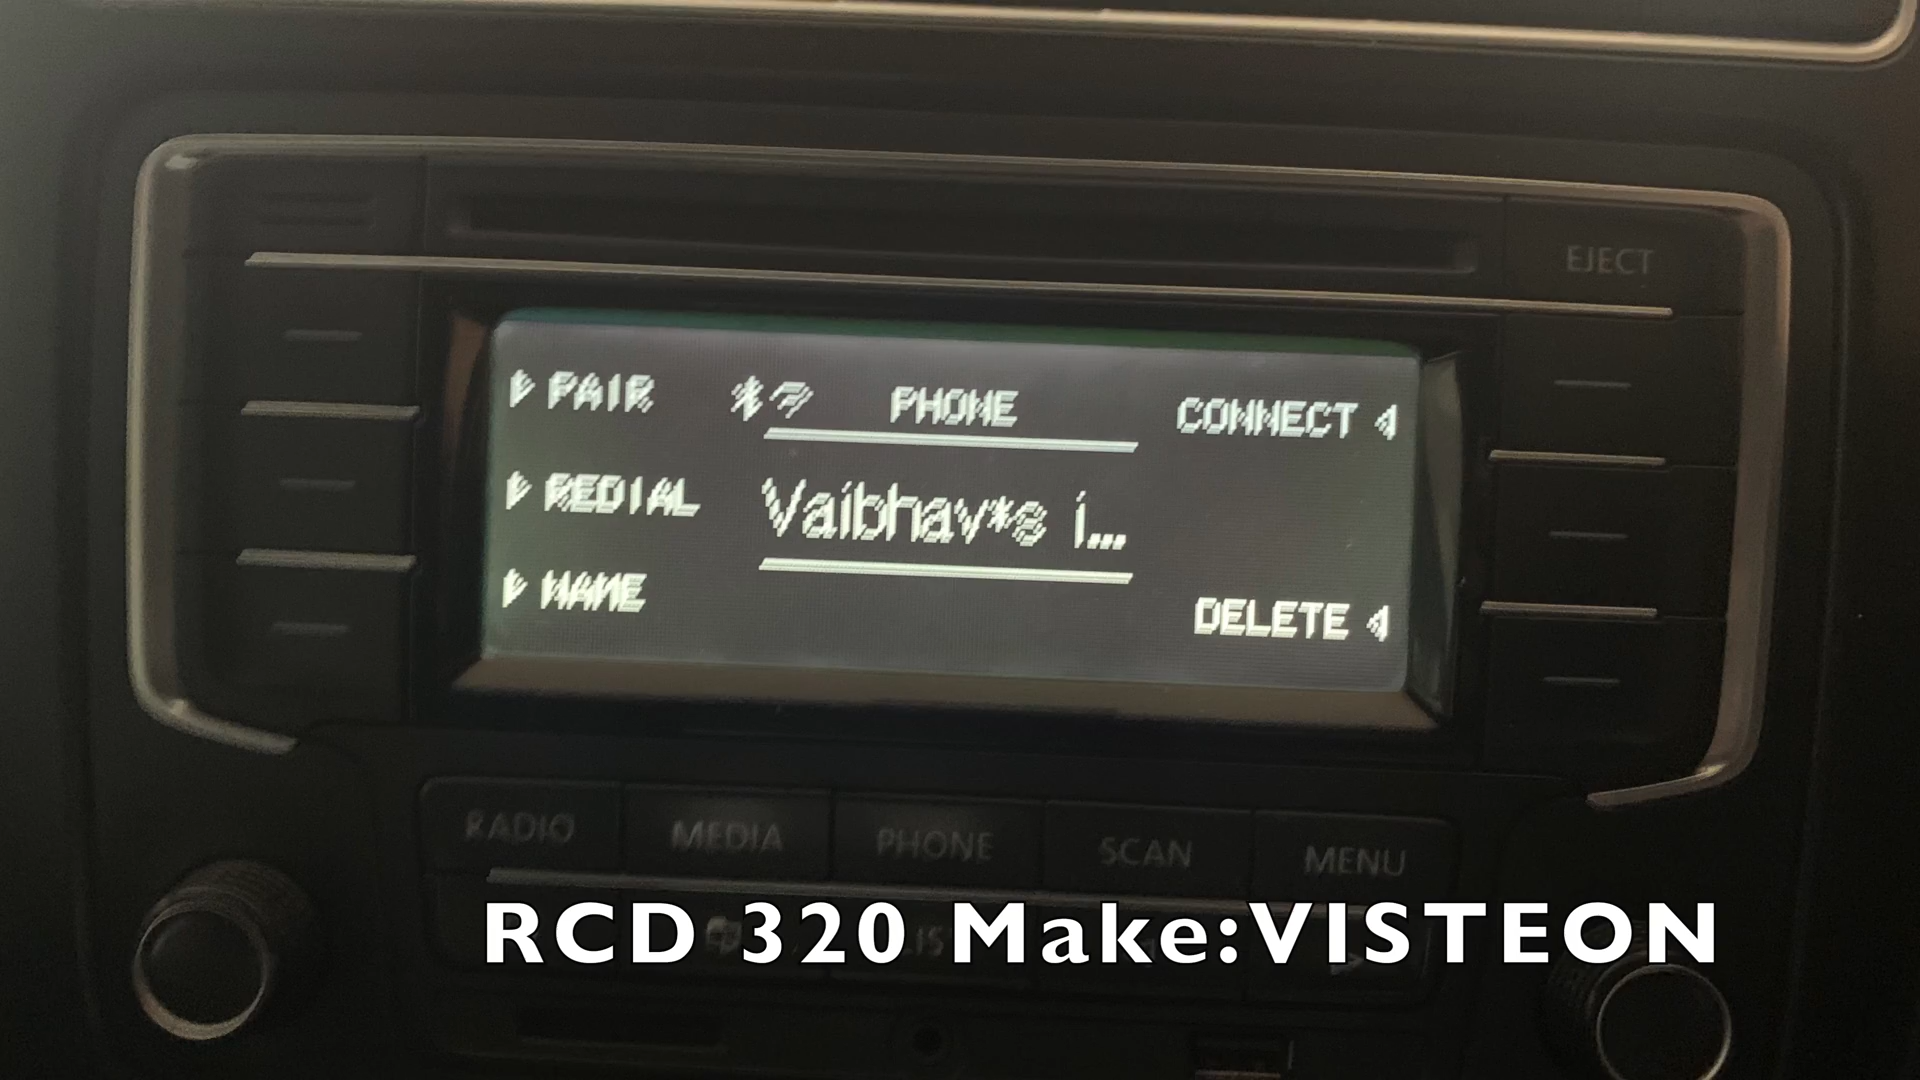 EJECT
PAIR PHONE CONNECT
REDIAL Vaibhav*s i...
NAME DELETE
RADIO MEDIA PHONE SCAN MENU
RCD 320 Make:VISTEON